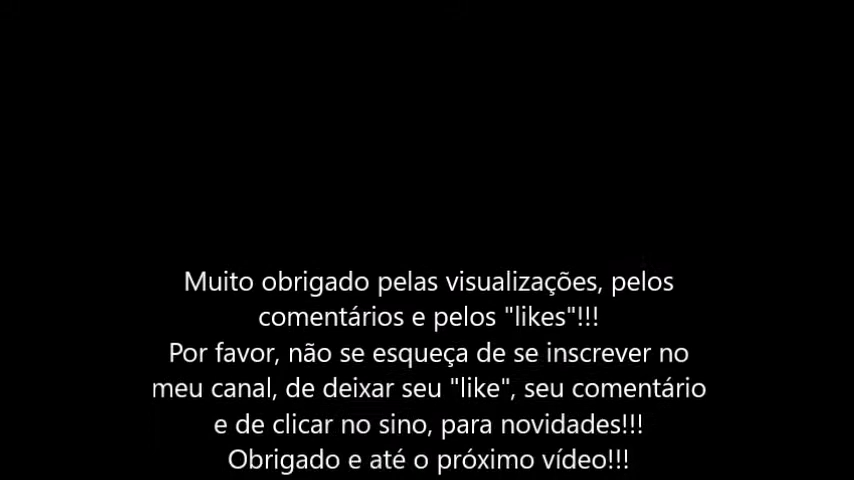 Muito obrigado pelas visualizações, pelos
comentários e pelos "likes"!!!
Por favor, não se esqueça de se inscrever no
meu canal, de deixar seu "like", seu comentário
e de clicar no sino, para novidades!!!
Obrigado e até o próximo vídeo!!!